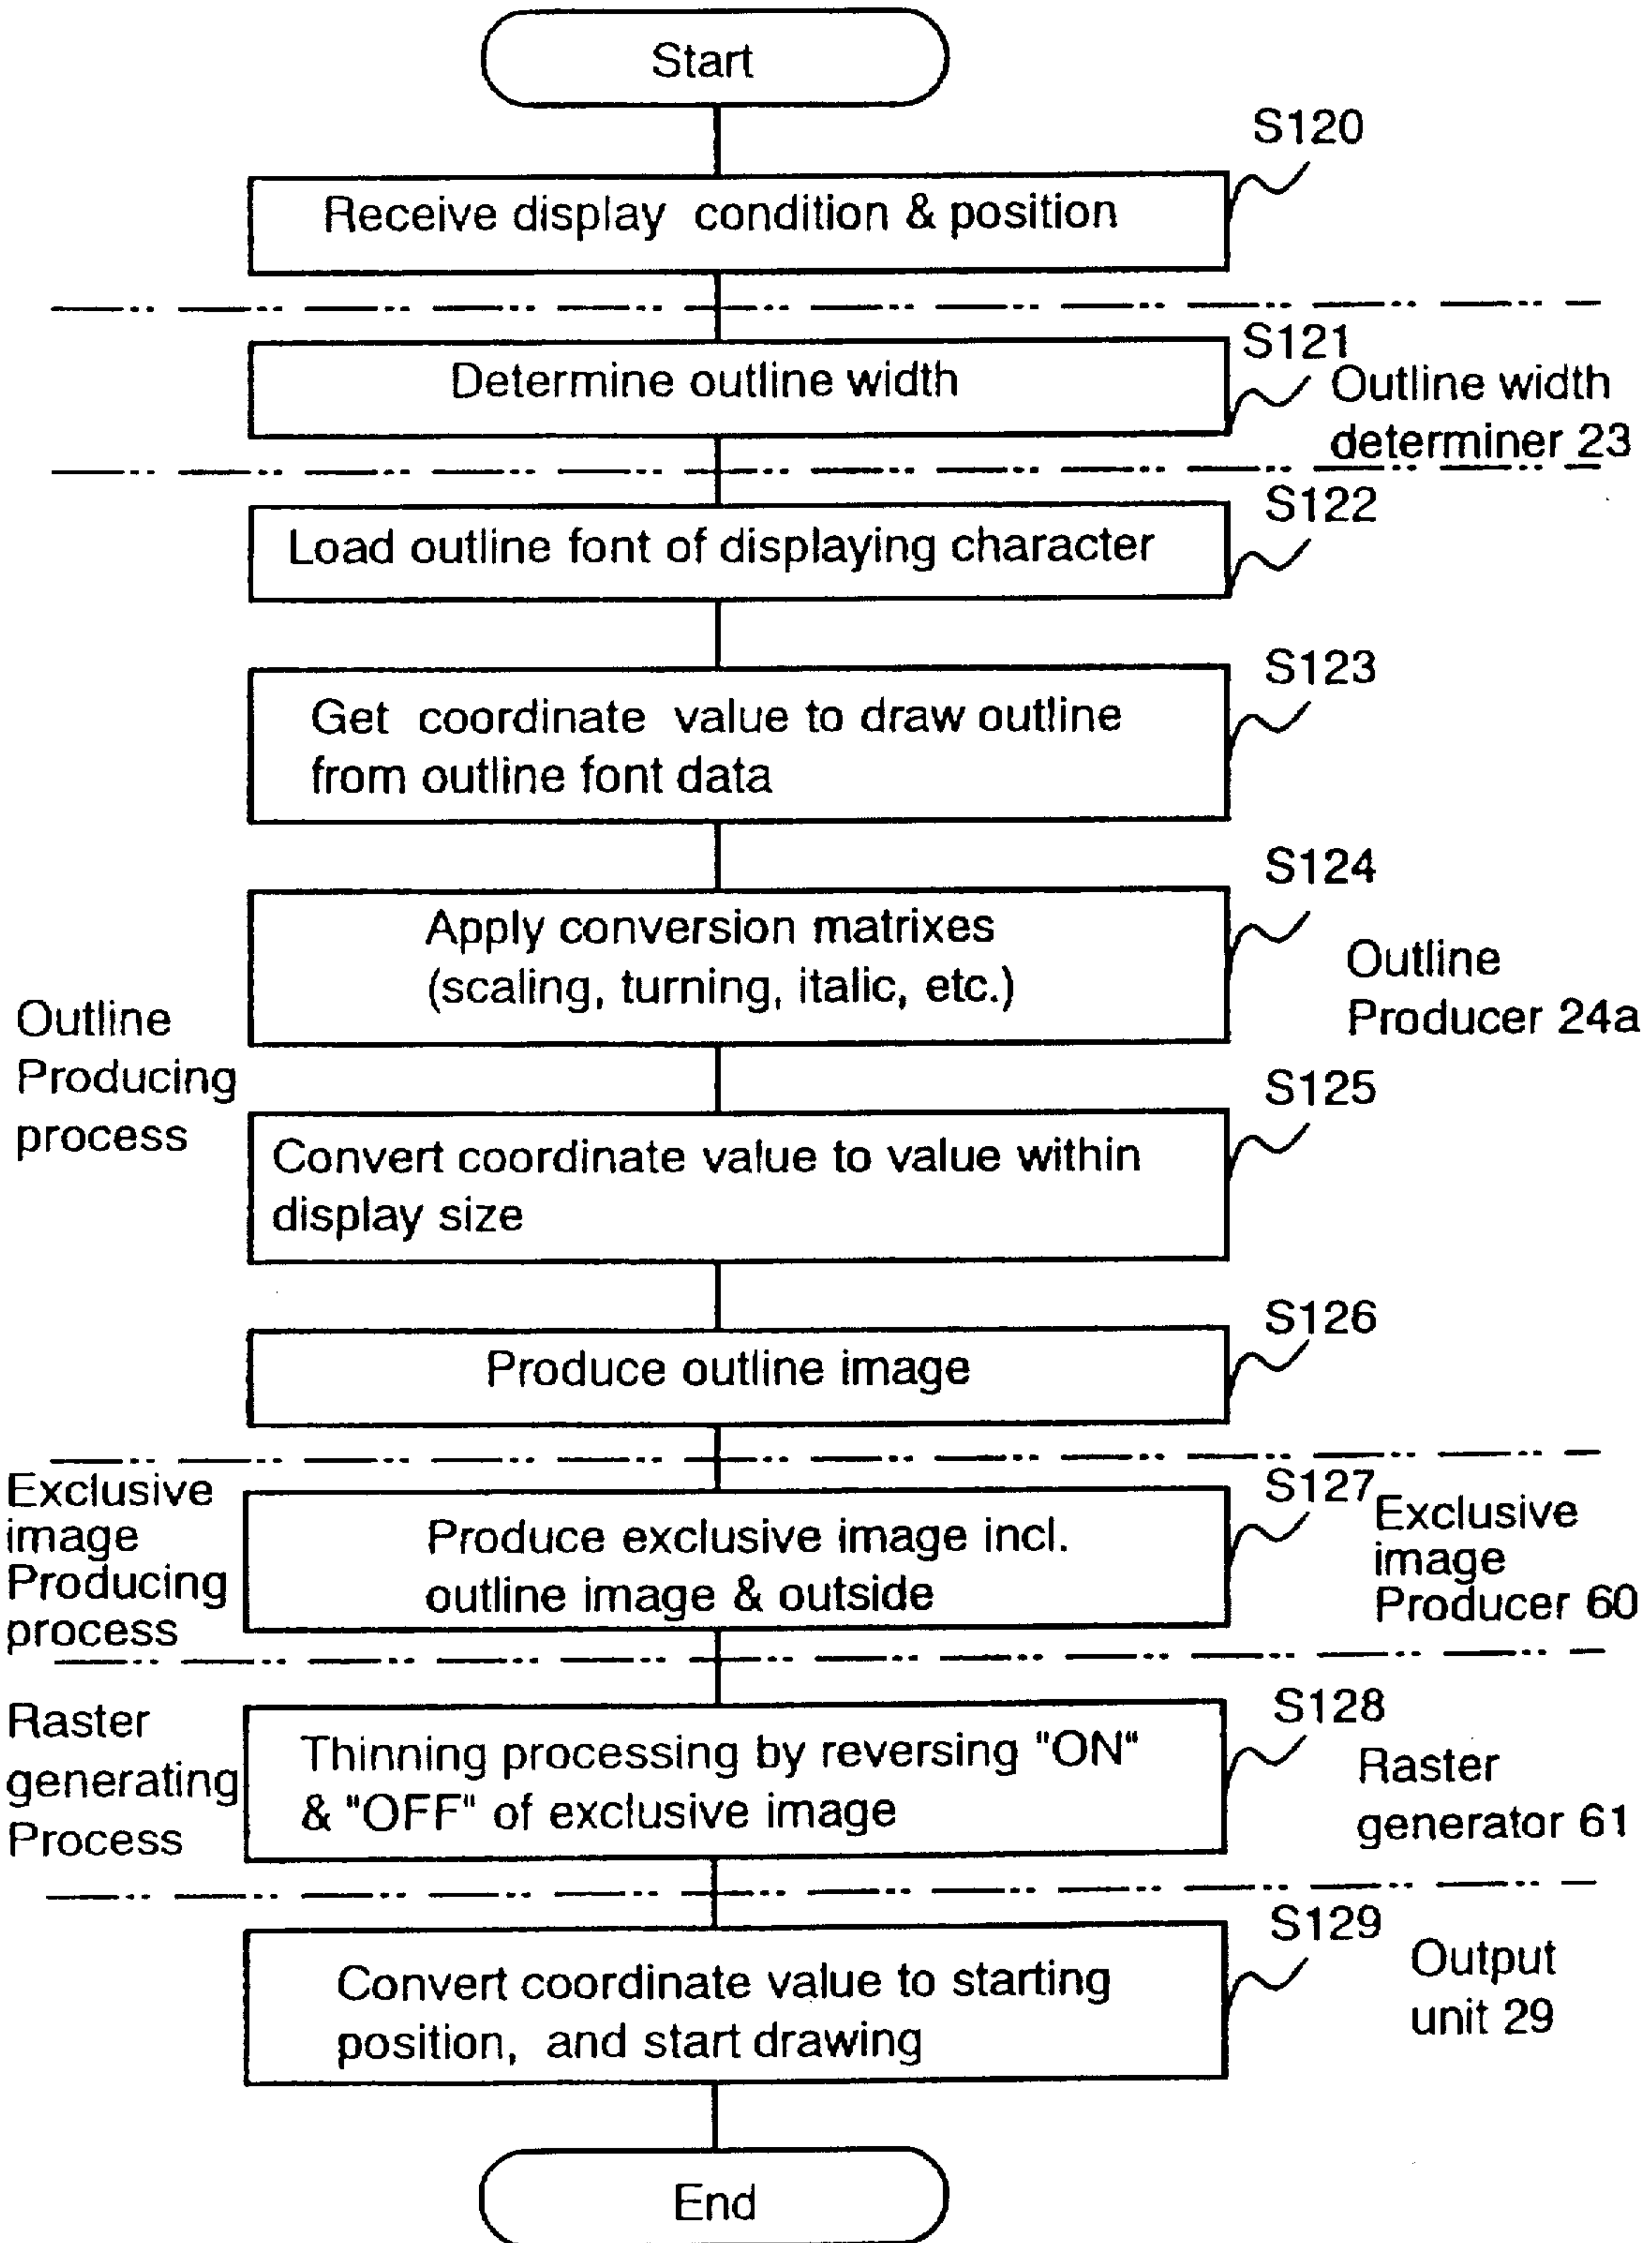 Start
S120
Receive display condition & position
S121
Determine outline width
Outline width
determiner 23
S122
Load outline font of displaying character
S123
Get coordinate value to draw outline
from outline font data
S124
Apply conversion matrixes
(scaling, turning, italic, etc.)
Outline
Producer 24a
Outline
Producing
process
S125
Convert coordinate value to value within
display size
S126
Produce outline image
Exclusive
image
Producing
process
S127
Produce exclusive image incl.
outline image & outside
Exclusive
image
Producer 60
Raster
generating
Process
S128
Thinning processing by reversing "ON"
& "OFF" of exclusive image
Raster
generator 61
S129
Convert coordinate value to starting
position, and start drawing
Output
unit 29
End